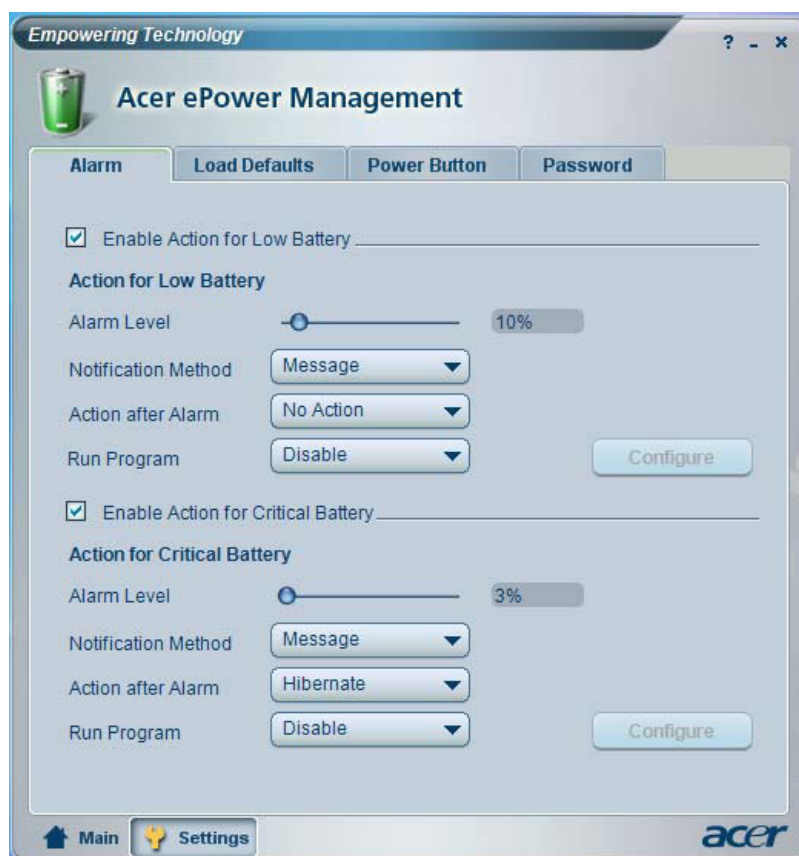 Empowering Technology
? - x
Acer ePower Management
Alarm Load Defaults Power Button Password
Enable Action for Low Battery
Action for Low Battery
Alarm Level 10%
Notification Method Message
Action after Alarm No Action
Run Program Disable Configure
Enable Action for Critical Battery
Action for Critical Battery
Alarm Level 3%
Notification Method Message
Action after Alarm Hibernate
Run Program Disable Configure
Main Settings acer